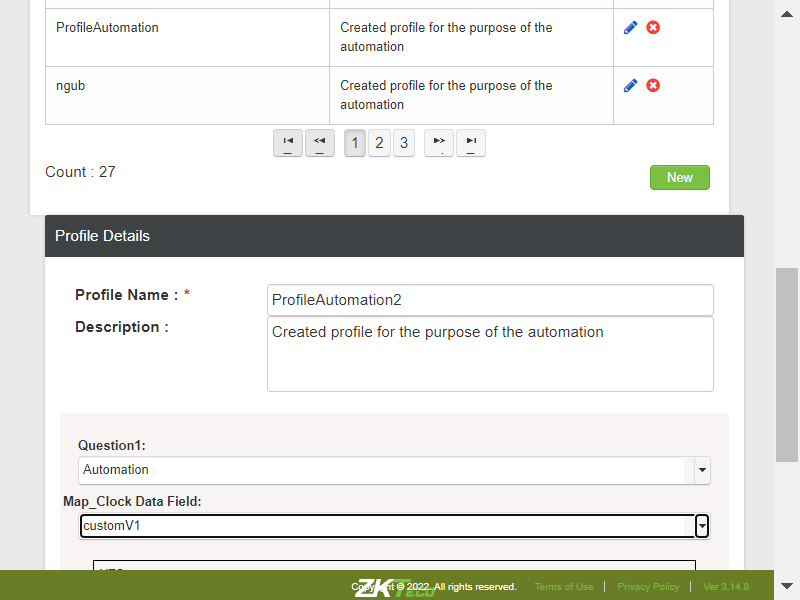 ProfileAutomation
Created profile for the purpose of the
automation
ngub
Created profile for the purpose of the
automation
1 2 3
Count : 27
New
Profile Details
Profile Name : *
ProfileAutomation2
Description :
Created profile for the purpose of the automation
Question1:
Automation
Map_Clock Data Field:
customV1
ZKTeco
Copyright © 2022. All rights reserved.
Terms of Use | Privacy Policy | Ver 3.14.8